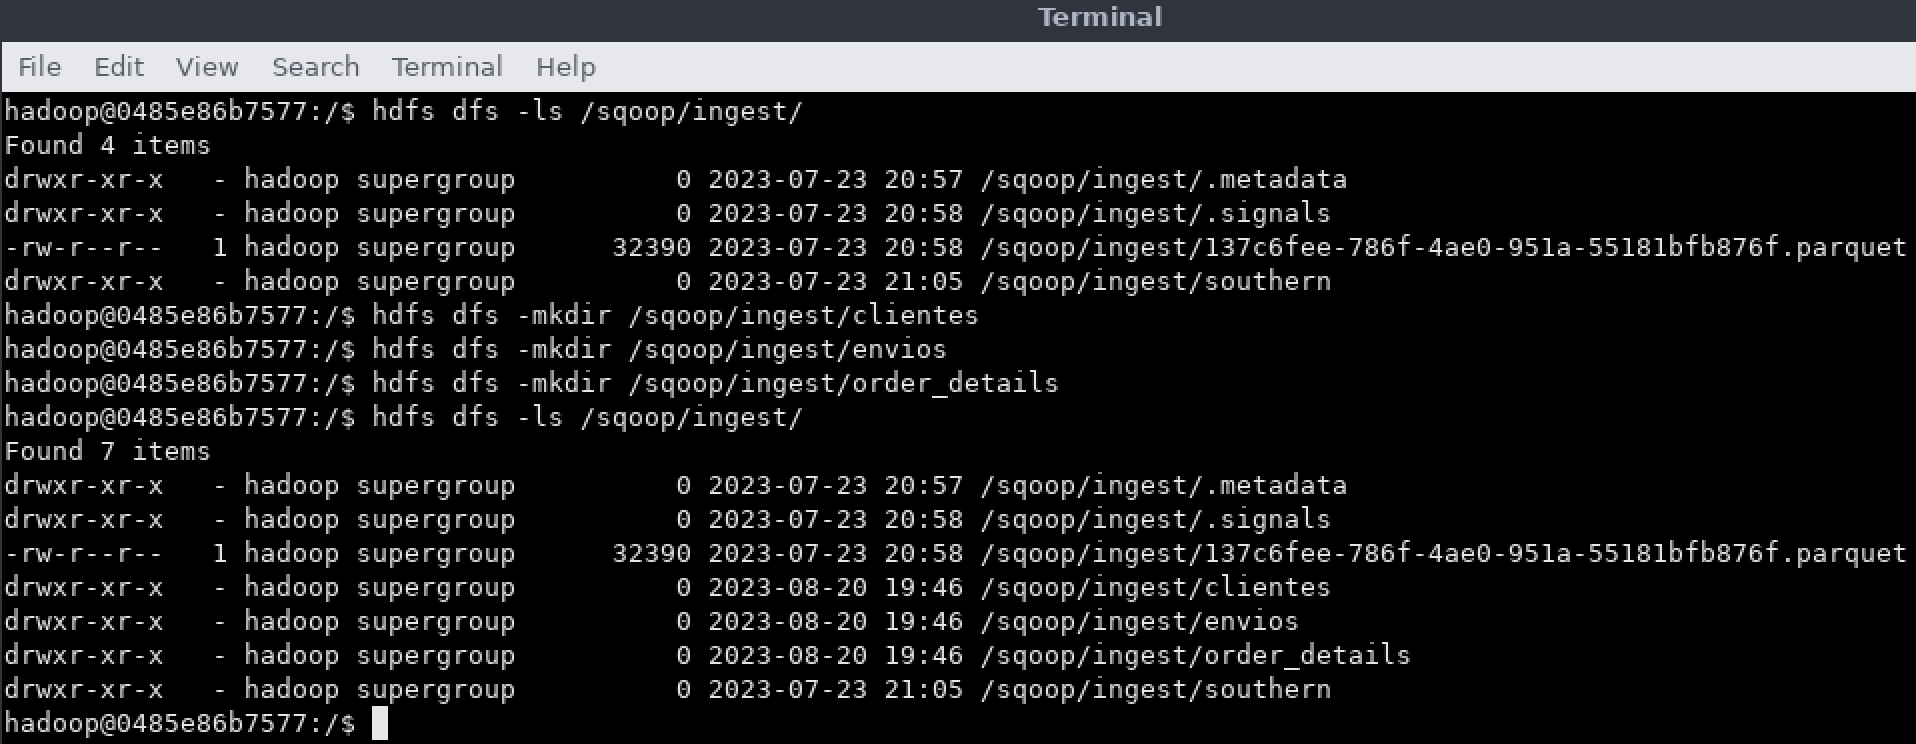 Terminal
File Edit View Search Terminal Help
hadoop@0485e86b7577:/$ hdfs dfs -ls /sqoop/ingest/
Found 4 items
drwxr-xr-x   - hadoop supergroup          0 2023-07-23 20:57 /sqoop/ingest/.metadata
drwxr-xr-x   - hadoop supergroup          0 2023-07-23 20:58 /sqoop/ingest/.signals
-rw-r--r--   1 hadoop supergroup      32390 2023-07-23 20:58 /sqoop/ingest/137c6fee-786f-4ae0-951a-55181bfb876f.parquet
drwxr-xr-x   - hadoop supergroup          0 2023-07-23 21:05 /sqoop/ingest/southern
hadoop@0485e86b7577:/$ hdfs dfs -mkdir /sqoop/ingest/clientes
hadoop@0485e86b7577:/$ hdfs dfs -mkdir /sqoop/ingest/envios
hadoop@0485e86b7577:/$ hdfs dfs -mkdir /sqoop/ingest/order_details
hadoop@0485e86b7577:/$ hdfs dfs -ls /sqoop/ingest/
Found 7 items
drwxr-xr-x   - hadoop supergroup          0 2023-07-23 20:57 /sqoop/ingest/.metadata
drwxr-xr-x   - hadoop supergroup          0 2023-07-23 20:58 /sqoop/ingest/.signals
-rw-r--r--   1 hadoop supergroup      32390 2023-07-23 20:58 /sqoop/ingest/137c6fee-786f-4ae0-951a-55181bfb876f.parquet
drwxr-xr-x   - hadoop supergroup          0 2023-08-20 19:46 /sqoop/ingest/clientes
drwxr-xr-x   - hadoop supergroup          0 2023-08-20 19:46 /sqoop/ingest/envios
drwxr-xr-x   - hadoop supergroup          0 2023-08-20 19:46 /sqoop/ingest/order_details
drwxr-xr-x   - hadoop supergroup          0 2023-07-23 21:05 /sqoop/ingest/southern
hadoop@0485e86b7577:/$